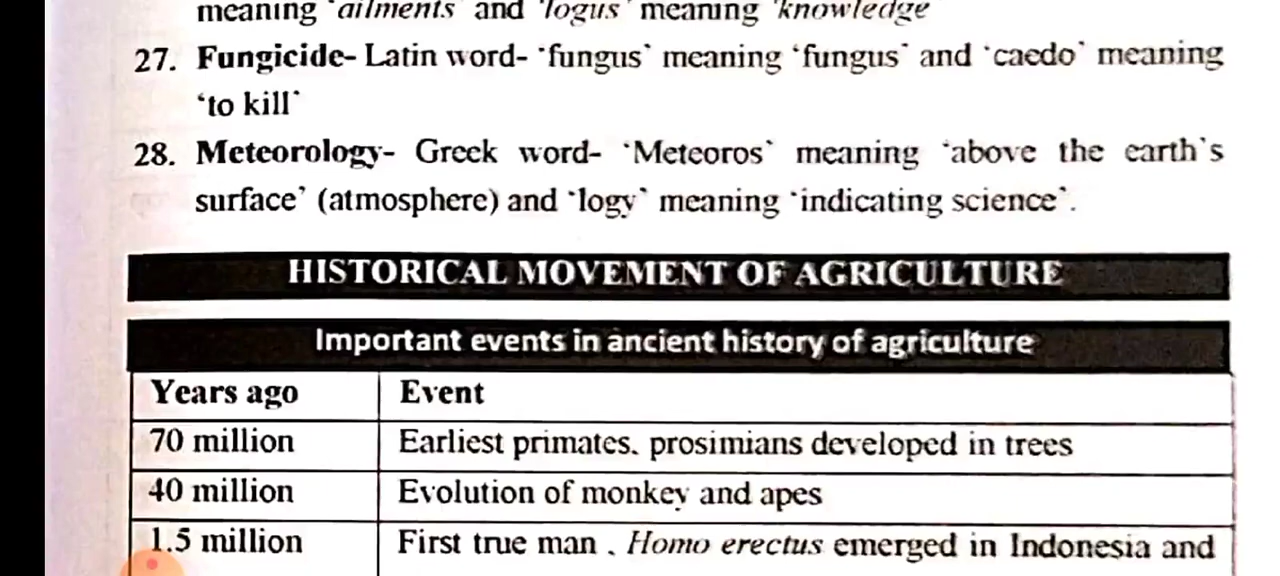 meaning 'ailments' and 'logus' meaning 'knowledge'
27. Fungicide- Latin word- 'fungus' meaning 'fungus' and 'caedo' meaning
'to kill'
28. Meteorology- Greek word- 'Meteoros' meaning 'above the earth's
surface' (atmosphere) and 'logy' meaning 'indicating science'.
HISTORICAL MOVEMENT OF AGRICULTURE
Important events in ancient history of agriculture
Years ago Event
70 million Earliest primates. prosimians developed in trees
40 million Evolution of monkey and apes
1.5 million First true man , Homo erectus emerged in Indonesia and